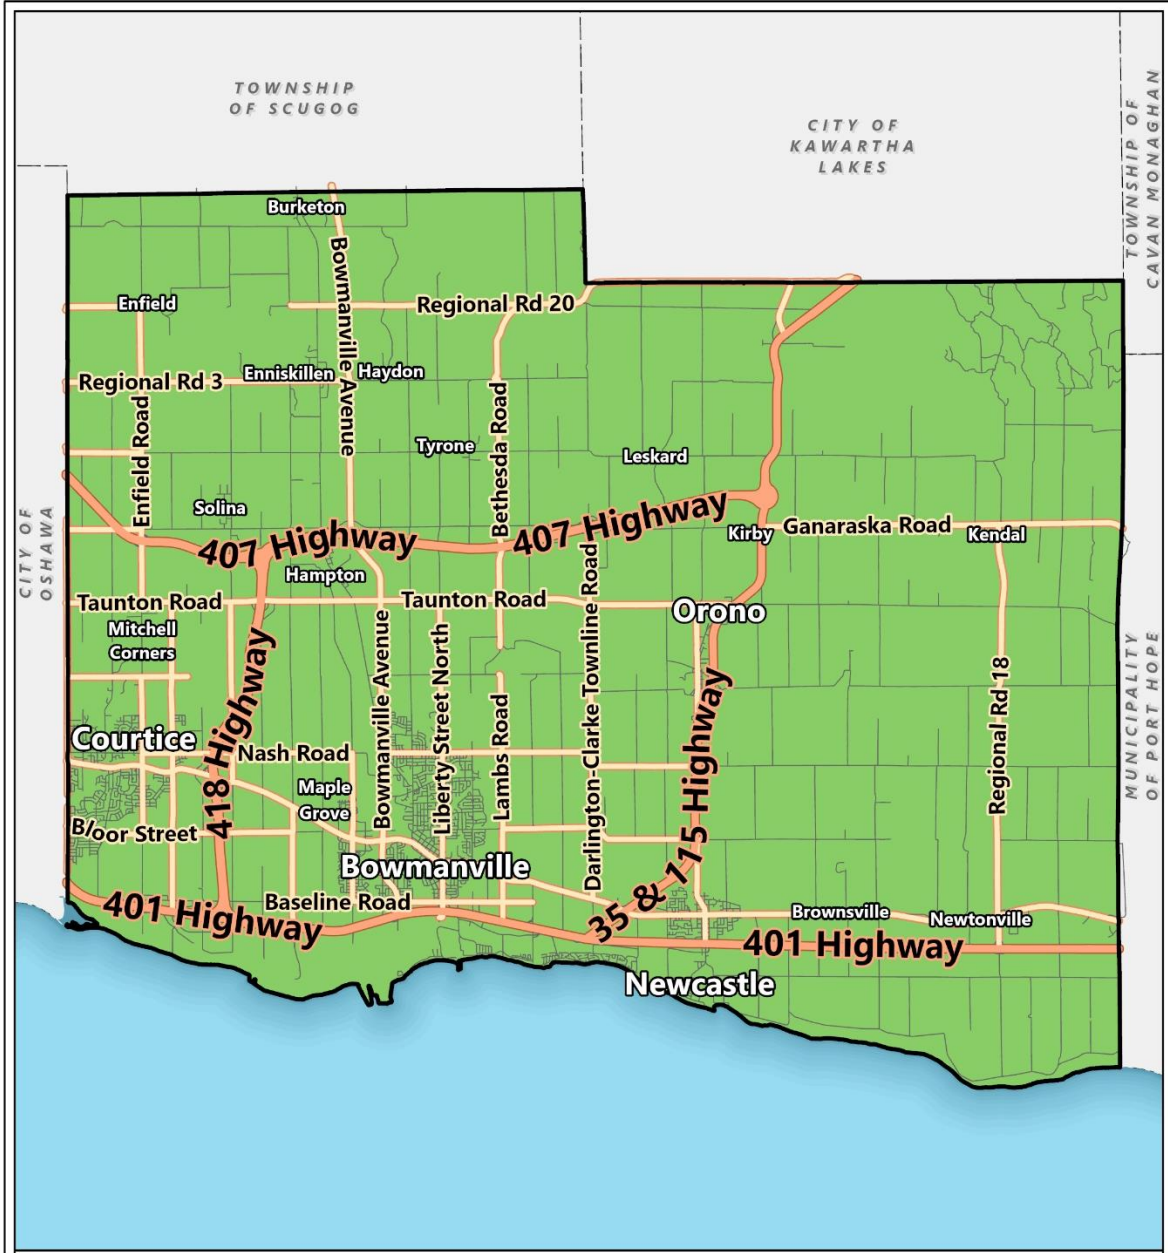 TOWNSHIP
OF SCUGOG
CITY OF
KAWARTHA
LAKES
TOWNSHIP OF
CAVAN MONAGHAN
Burketon
Bowmanville Avenue
Enfield
Regional Rd 20
Regional Rd 3
Enniskillen
Haydon
Enfield Road
Bethesda Road
Tyrone
Leskard
Solina
CITY OF
OSHAWA
407 Highway
407 Highway
Kirby
Ganaraska Road
Kendal
Hampton
Taunton Road
Taunton Road
Orono
Mitchell
Corners
Bowmanville Avenue
Liberty Street North
Darlington-Clarke Townline Road
418 Highway
Lambs Road
35 & 115 Highway
Regional Rd 18
MUNICIPALITY
OF PORT HOPE
Courtice
Nash Road
Maple
Grove
Bloor Street
Bowmanville
401 Highway
Baseline Road
Brownsville
Newtonville
401 Highway
Newcastle